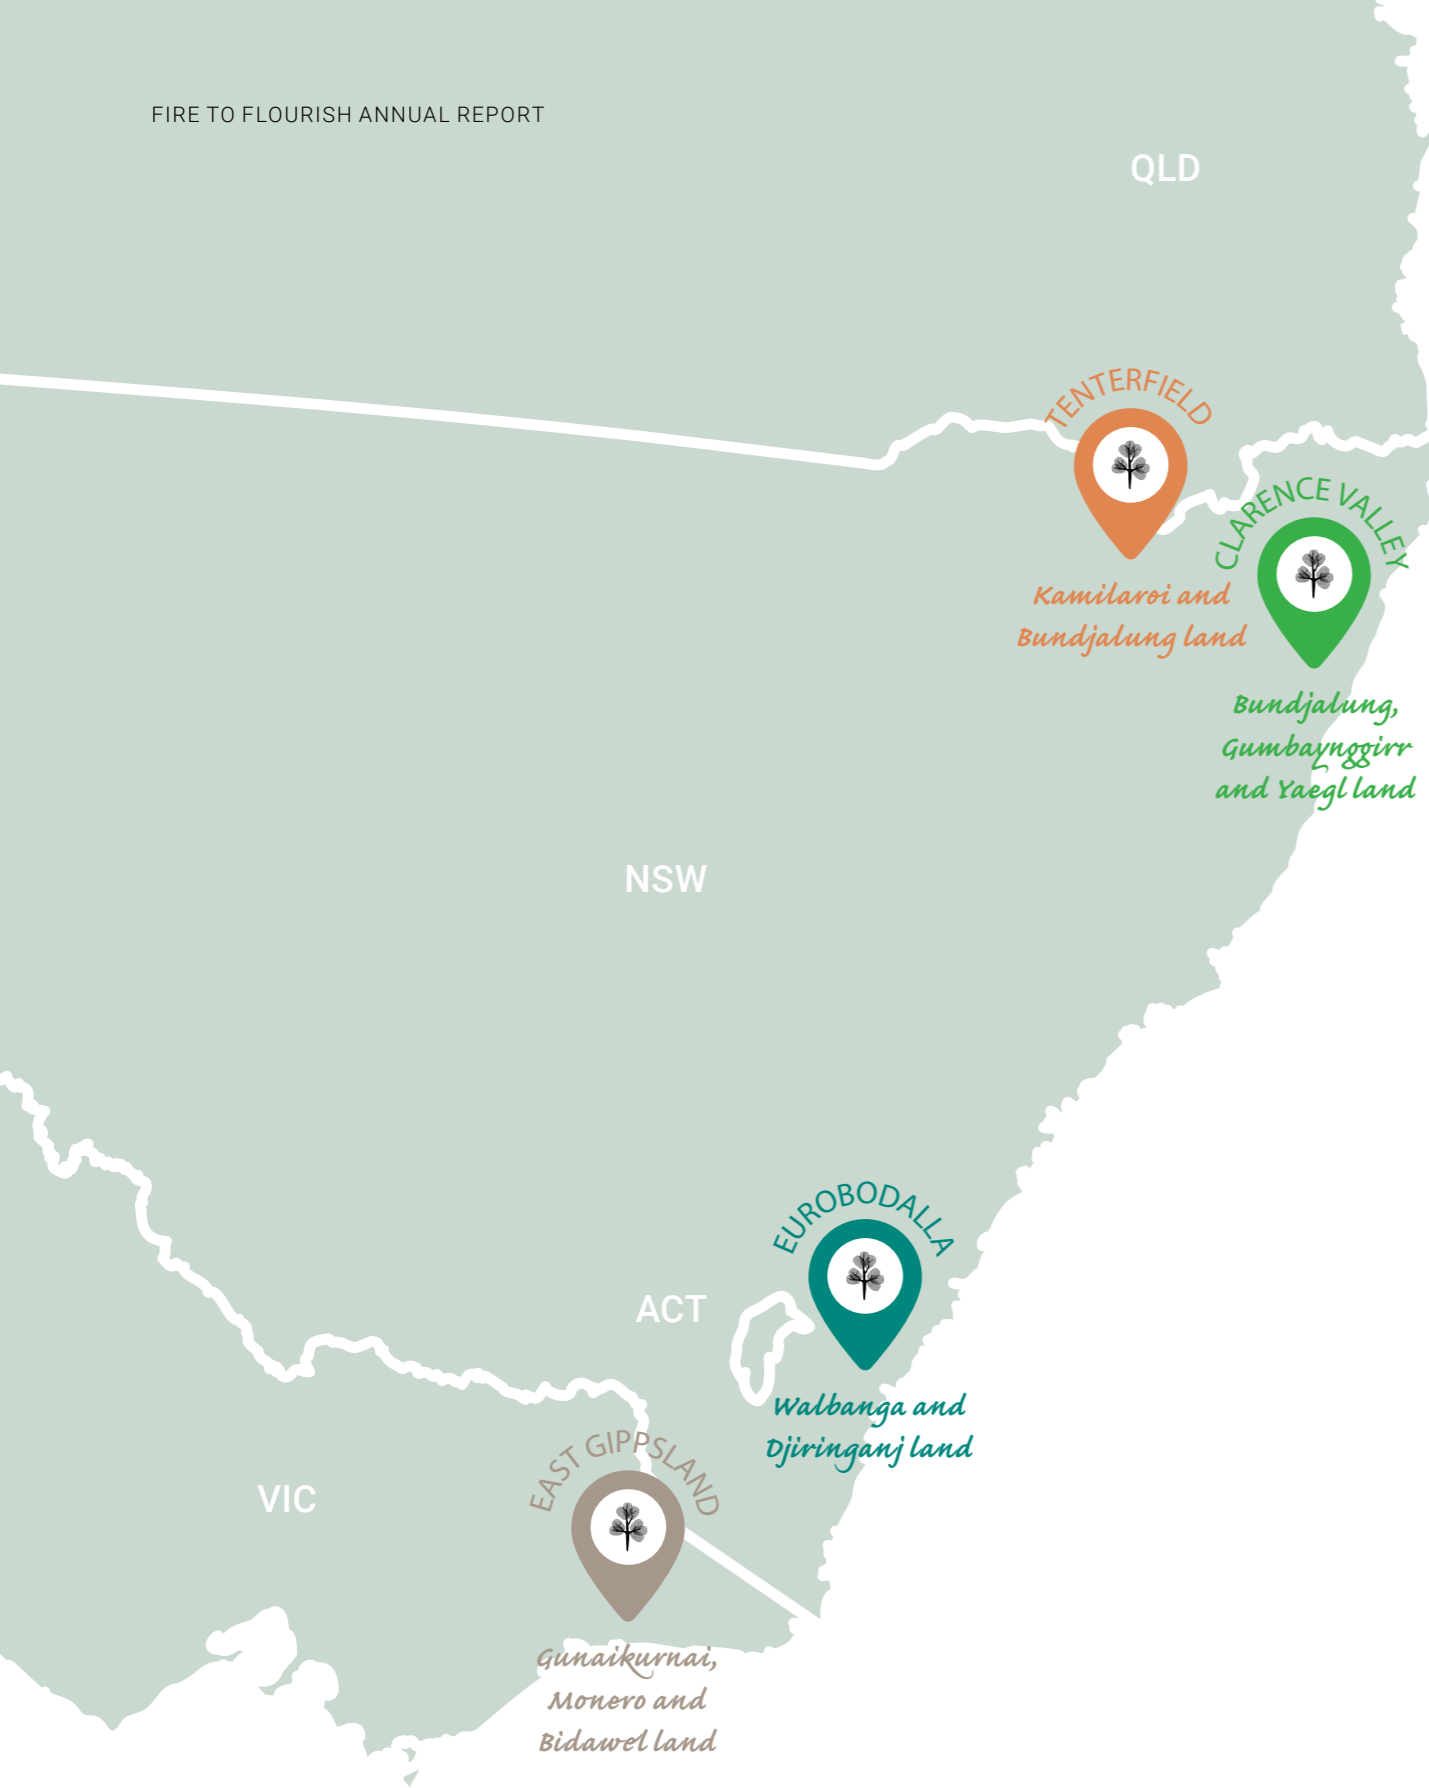 FIRE TO FLOURISH ANNUAL REPORT
QLD
TENTERFIELD
Kamilaroi and
Bundjalung land
CLARENCE VALLEY
Bundjalung,
Gumbaynggirr
and Yaegl land
NSW
EUROBODALLA
ACT
Walbanga and
Djiringanj land
EAST GIPPSLAND
VIC
Gunaikurnai,
Monero and
Bidawel land